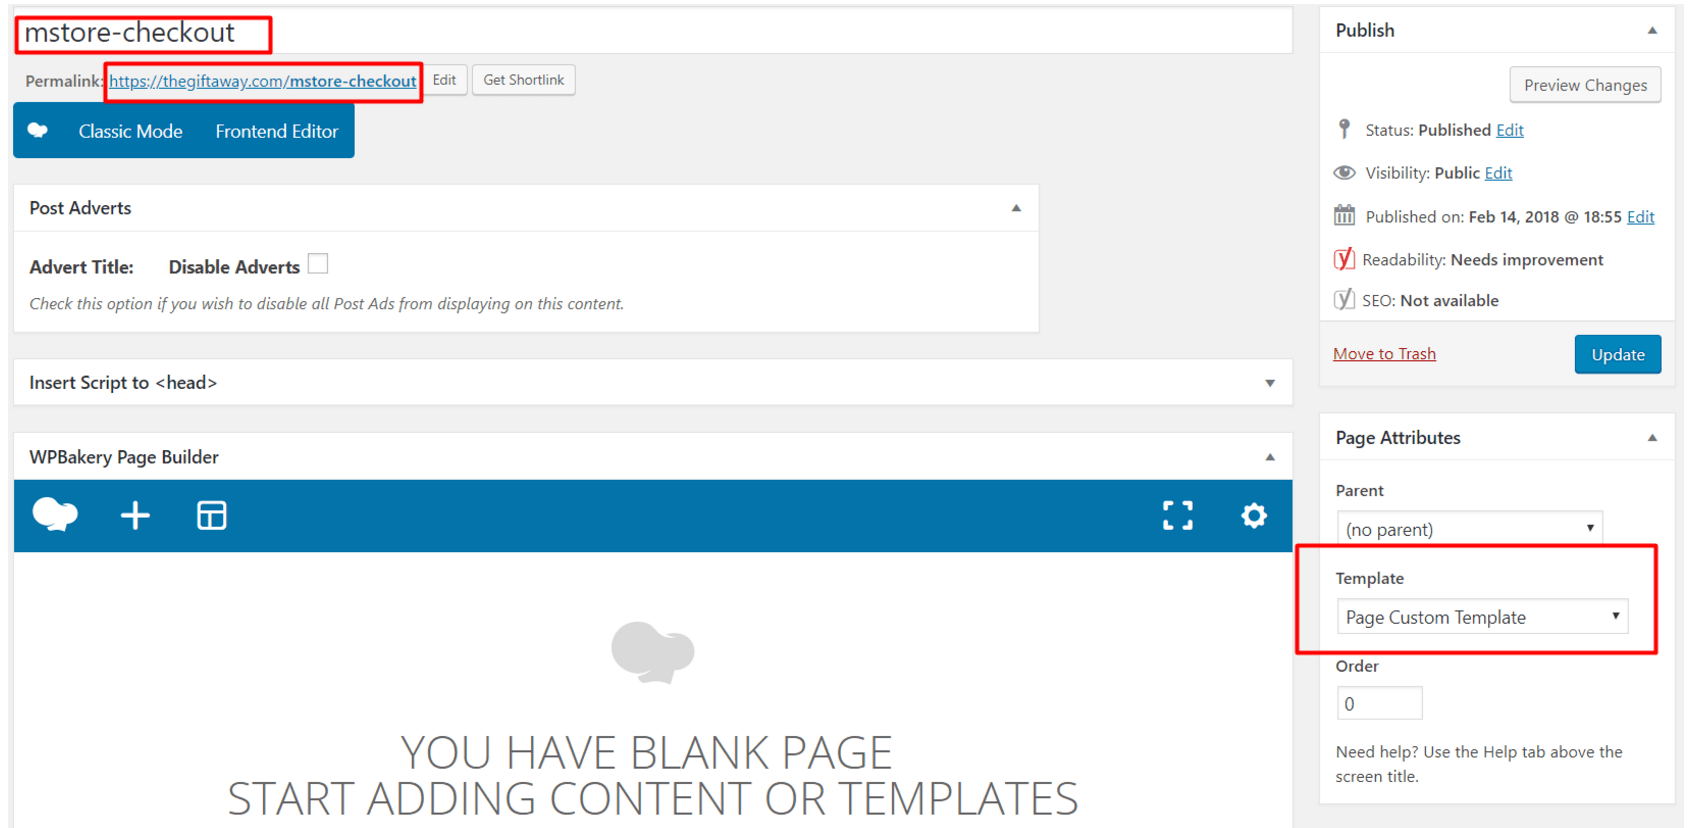 mstore-checkout
Permalink: https://thegiftaway.com/mstore-checkout Edit Get Shortlink
Classic Mode Frontend Editor
Post Adverts
Advert Title: Disable Adverts
Check this option if you wish to disable all Post Ads from displaying on this content.
Insert Script to <head>
WPBakery Page Builder
YOU HAVE BLANK PAGE
START ADDING CONTENT OR TEMPLATES
Publish
Preview Changes
Status: Published Edit
Visibility: Public Edit
Published on: Feb 14, 2018 @ 18:55 Edit
Readability: Needs improvement
SEO: Not available
Move to Trash Update
Page Attributes
Parent
(no parent)
Template
Page Custom Template
Order
0
Need help? Use the Help tab above the
screen title.